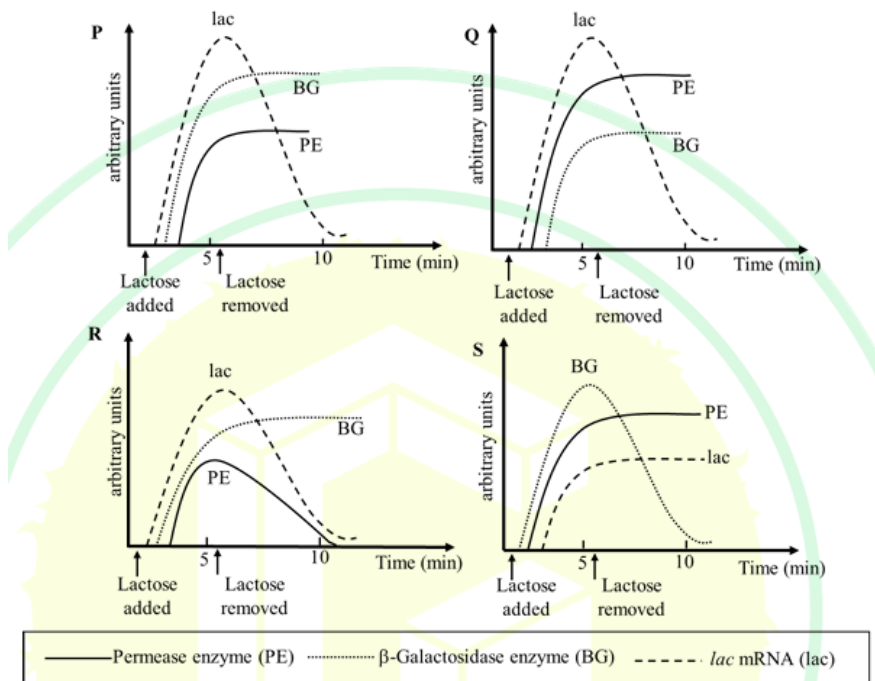 P
lac
BG
PE
arbitrary units
5
10
Time (min)
Lactose
added
Lactose
removed
Q
lac
PE
BG
arbitrary units
5
10
Time (min)
Lactose
added
Lactose
removed
R
lac
BG
PE
arbitrary units
5
10
Time (min)
Lactose
added
Lactose
removed
S
BG
PE
lac
arbitrary units
5
10
Time (min)
Lactose
added
Lactose
removed
Permease enzyme (PE) β-Galactosidase enzyme (BG) lac mRNA (lac)